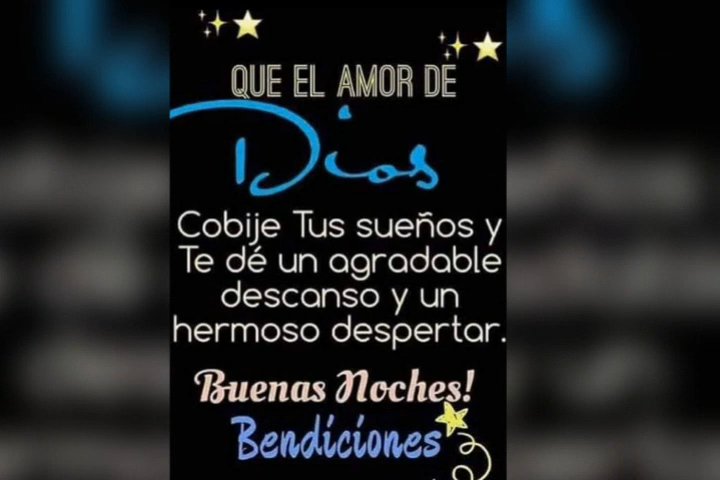 QUE EL AMOR DE
Dios
Cobije Tus sueños y
Te dé un agradable
descanso y un
hermoso despertar.
Buenas Noches!
Bendiciones